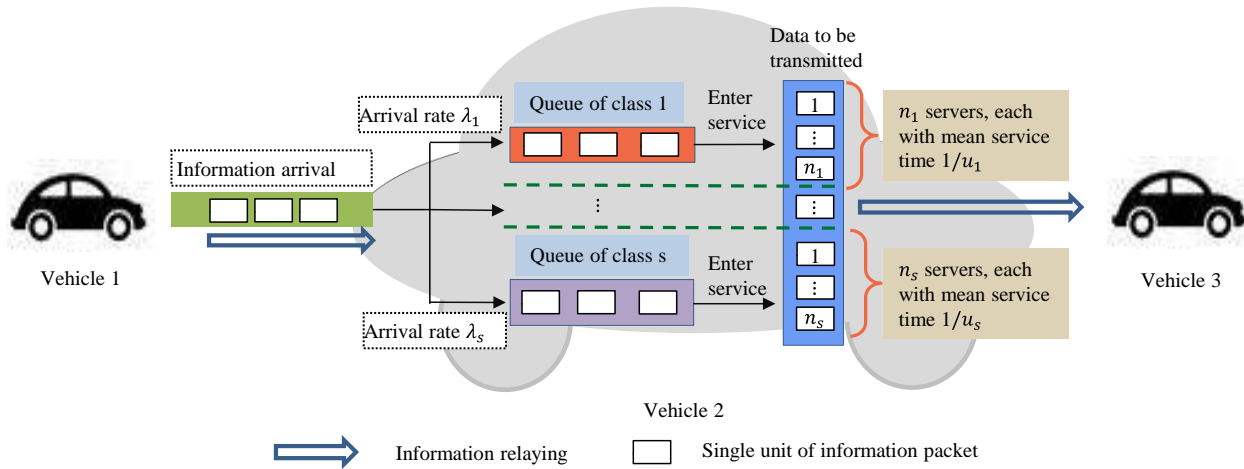 Data to be
transmitted
Arrival rate λ₁
Queue of class 1
Enter
service
1
⋮
n₁
n₁ servers, each
with mean service
time 1/u₁
Information arrival
⋮
⋮
Vehicle 1
Queue of class s
Enter
service
1
⋮
nₛ
nₛ servers, each
with mean service
time 1/uₛ
Vehicle 3
Arrival rate λₛ
Vehicle 2
Information relaying
Single unit of information packet